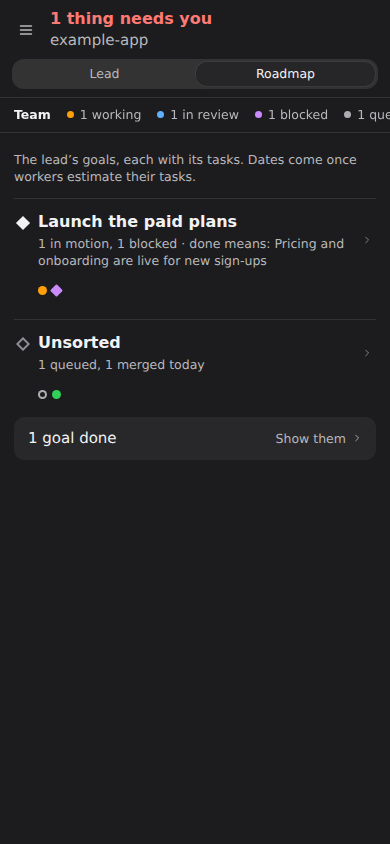 1 thing needs you
example-app
Lead
Roadmap
Team
1 working
1 in review
1 blocked
1 que
The lead's goals, each with its tasks. Dates come once
workers estimate their tasks.
Launch the paid plans
1 in motion, 1 blocked · done means: Pricing and
onboarding are live for new sign-ups
Unsorted
1 queued, 1 merged today
1 goal done
Show them